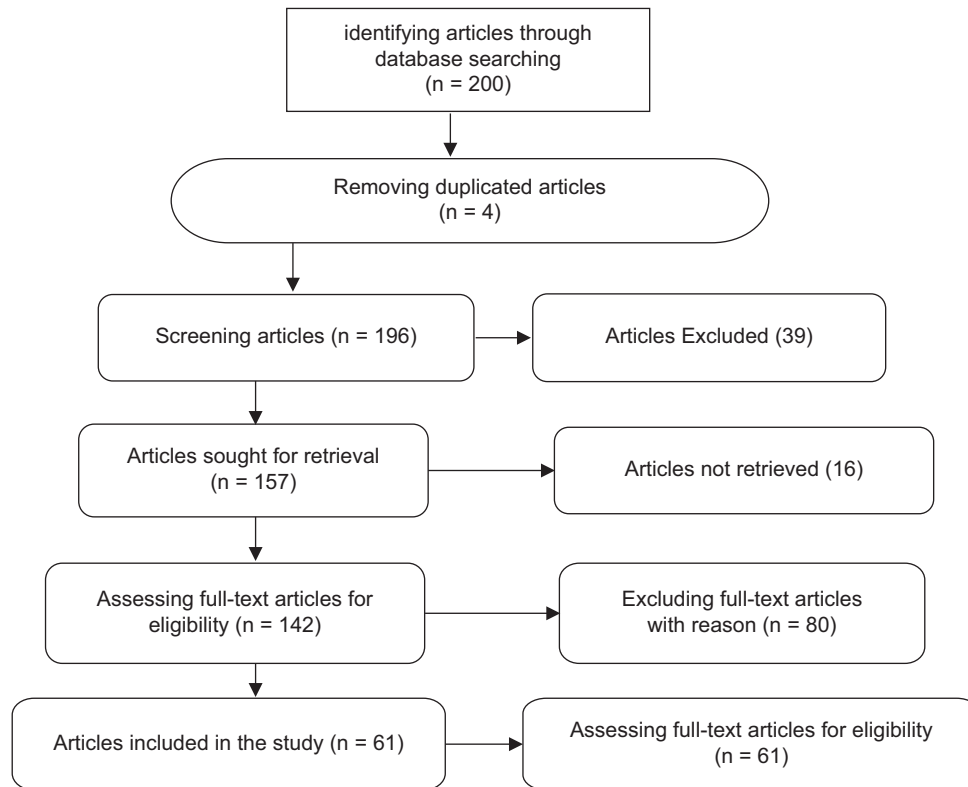 identifying articles through
database searching
(n = 200)
Removing duplicated articles
(n = 4)
Screening articles (n = 196)
Articles Excluded (39)
Articles sought for retrieval
(n = 157)
Articles not retrieved (16)
Assessing full-text articles for
eligibility (n = 142)
Excluding full-text articles
with reason (n = 80)
Articles included in the study (n = 61)
Assessing full-text articles for eligibility
(n = 61)